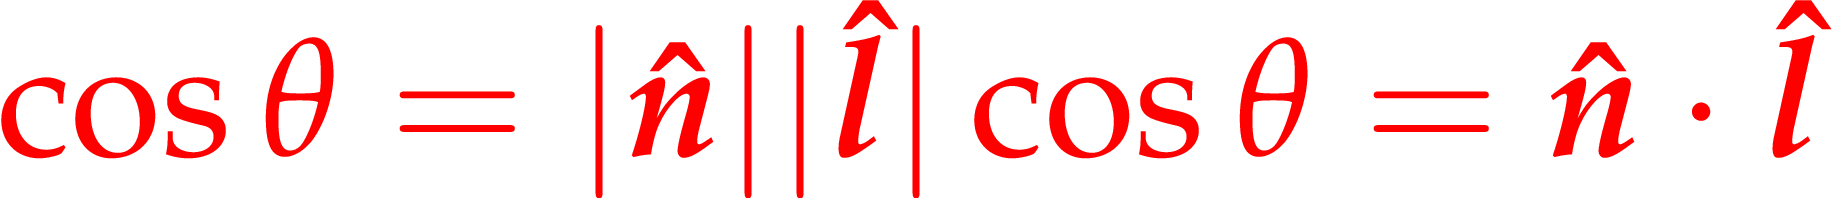 cos θ = |n̂||l̂| cos θ = n̂ · l̂